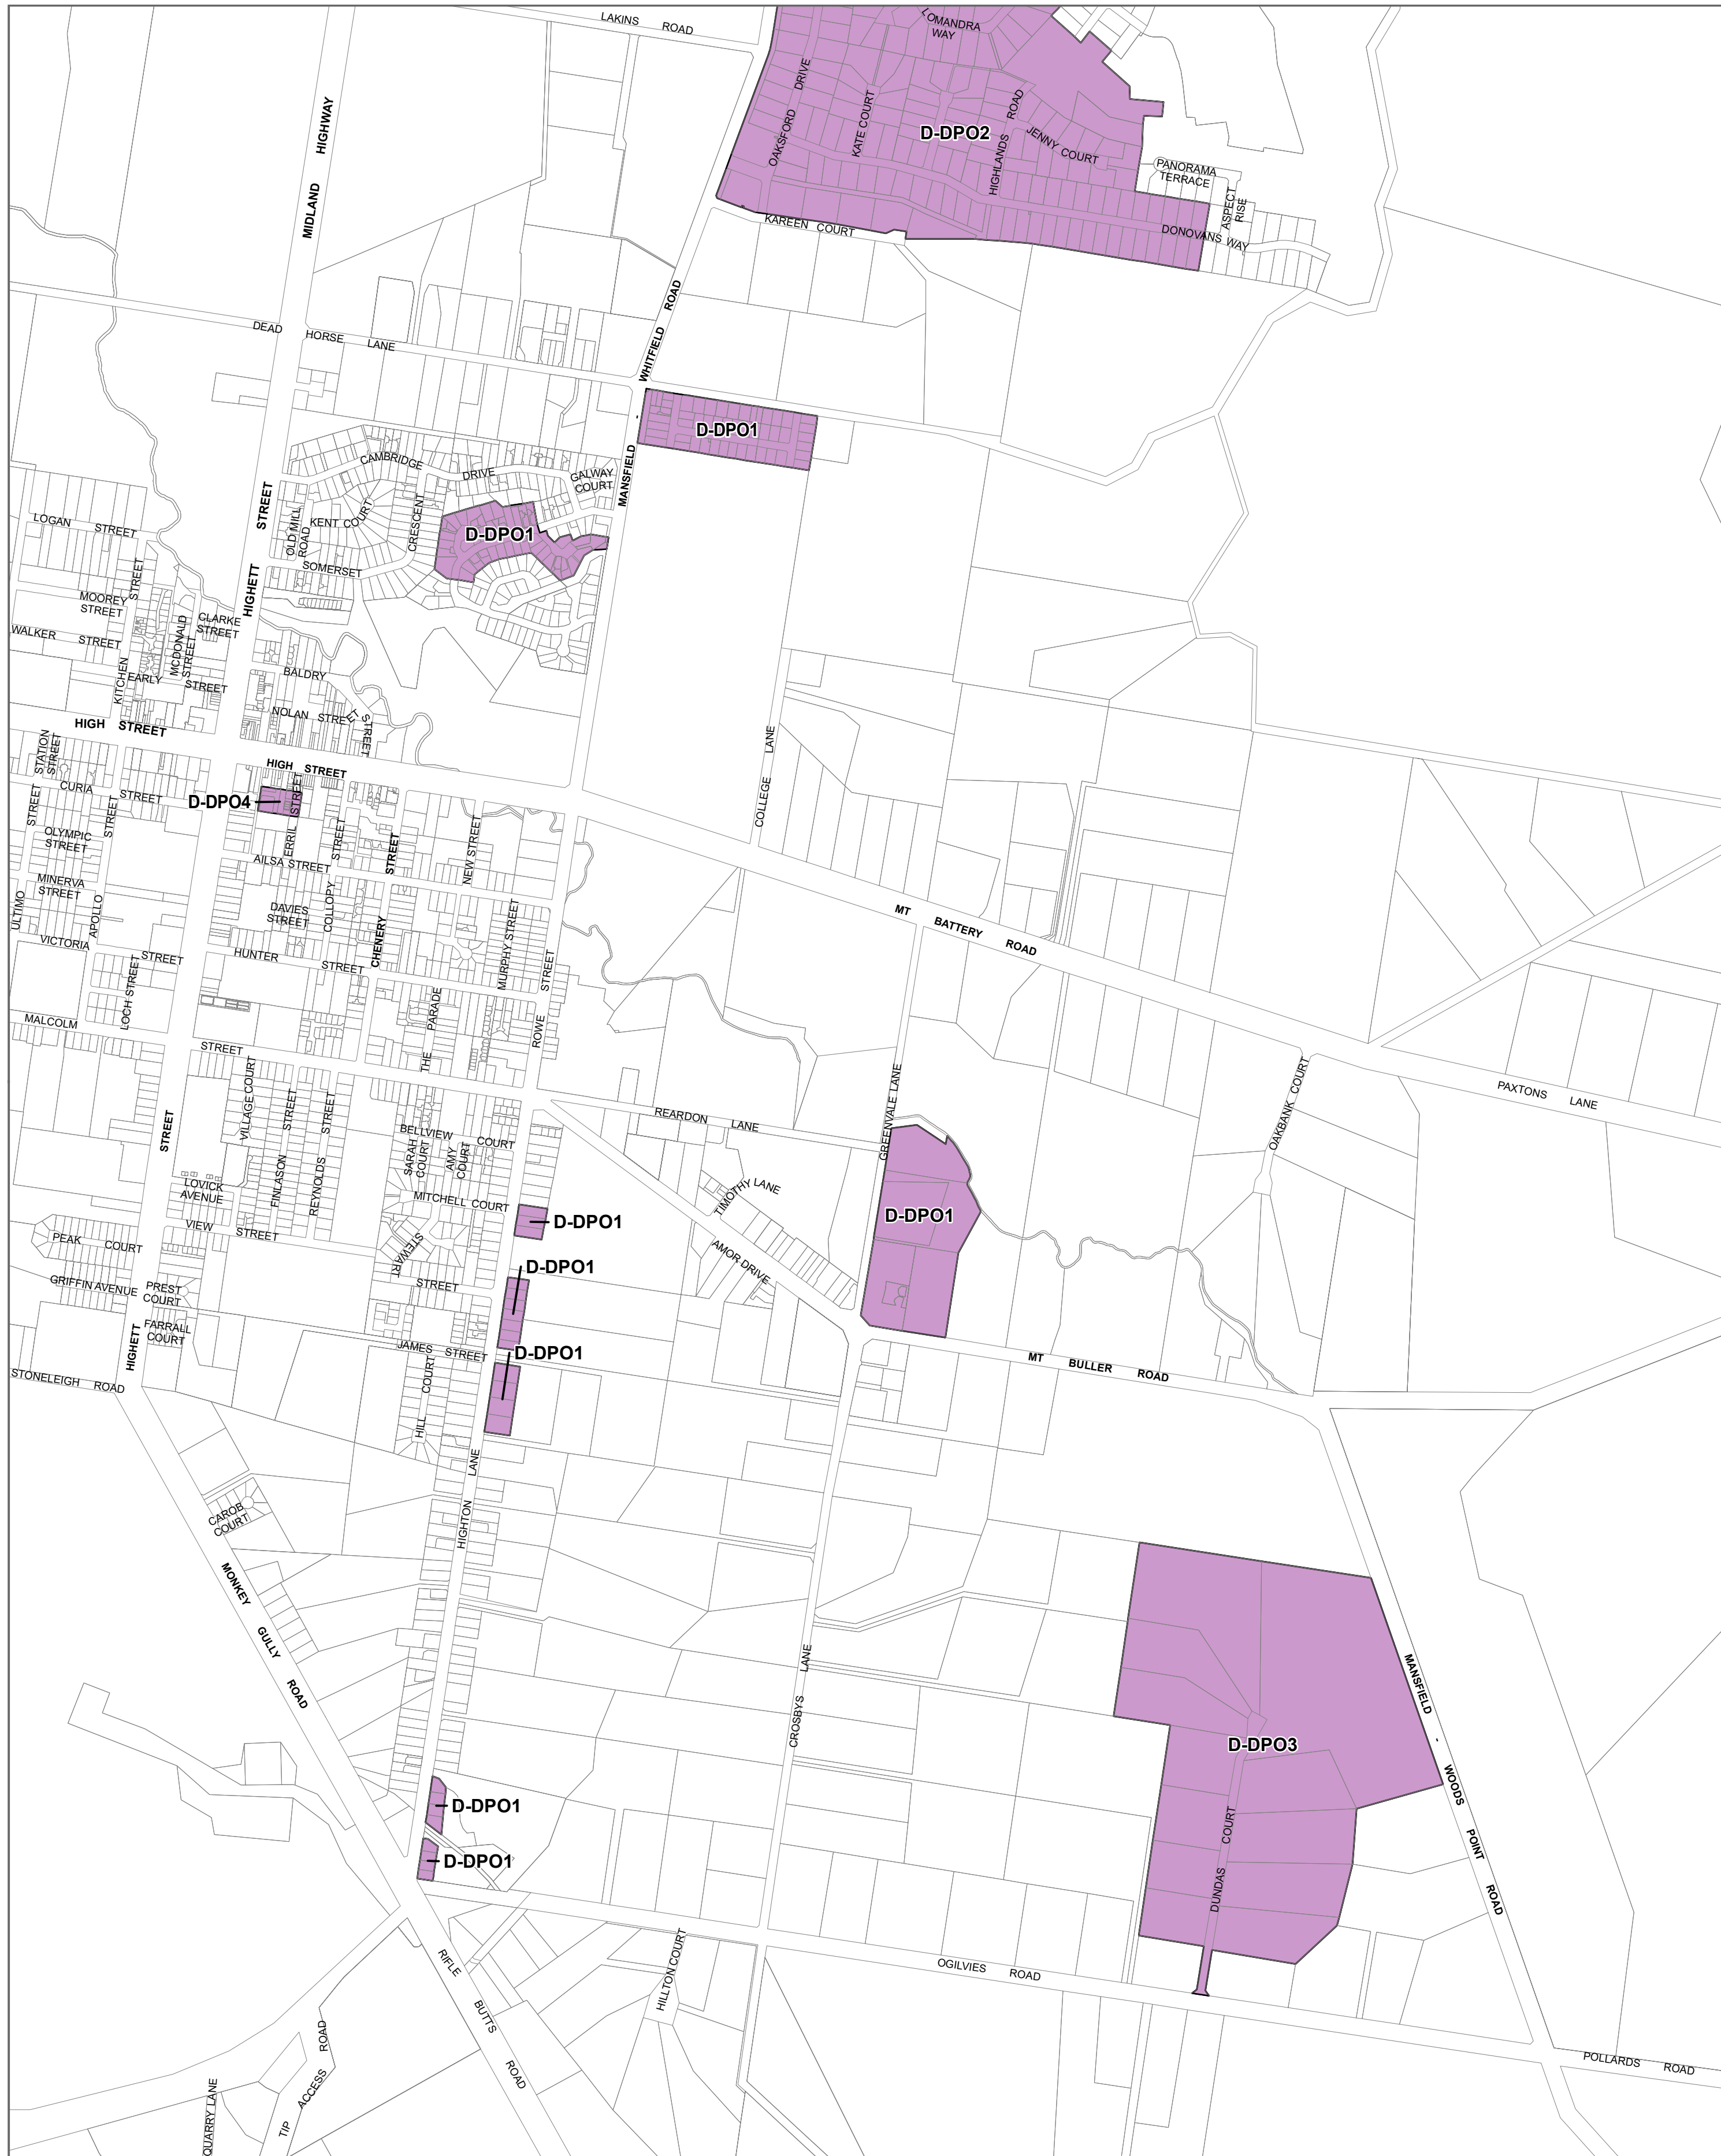 LAKINS ROAD
LOMANDRA
WAY
MIDLAND HIGHWAY
OAKSFORD DRIVE
KATE COURT
D-DPO2
HIGHLANDS ROAD
JENNY COURT
PANORAMA
TERRACE
ASPECT
RISE
KAREEN COURT
DONOVANS WAY
DEAD HORSE LANE
MANSFIELD - WHITFIELD ROAD
D-DPO1
CAMBRIDGE DRIVE
GALWAY
COURT
LOGAN STREET
OLD MILL
ROAD
KENT COURT
SOMERSET CRESCENT
D-DPO1
HIGHETT STREET
MOOREY
STREET
CLARKE
STREET
WALKER STREET
MCDONALD
STREET
KITCHEN STREET
EARLY STREET
BALDRY
STREET
NOLAN STREET
HIGH STREET
HIGH STREET
STATION
STREET
CURIA STREET
D-DPO4
ERRIL STREET
COLLEGE LANE
OLYMPIC
STREET
AILSA STREET
NEW STREET
MINERVA
STREET
ULTIMO STREET
APOLLO STREET
DAVIES
STREET
COLLOPY STREET
CHENERY STREET
MURPHY STREET
MT BATTERY ROAD
VICTORIA STREET
HUNTER STREET
LOCH STREET
THE PARADE
ROWE STREET
MALCOLM STREET
VILLAGE COURT
FINLASON STREET
REYNOLDS STREET
GREENVALE LANE
OAKBANK COURT
PAXTONS LANE
REARDON LANE
BELLVIEW COURT
SARAH
COURT
AMY
COURT
LOVICK
AVENUE
MITCHELL COURT
TIMOTHY LANE
D-DPO1
D-DPO1
VIEW STREET
PEAK COURT
STEWART STREET
AMOR DRIVE
D-DPO1
GRIFFIN AVENUE
PREST
COURT
FARRALL
COURT
HIGHETT STREET
JAMES STREET
D-DPO1
MT BULLER ROAD
STONELEIGH ROAD
HILL COURT
HIGHTON LANE
CAROB
COURT
MONKEY GULLY ROAD
CROSBYS LANE
MANSFIELD - WOODS POINT ROAD
D-DPO3
DUNDAS COURT
D-DPO1
D-DPO1
RIFLE BUTTS ROAD
HILLTON COURT
OGILVIES ROAD
POLLARDS ROAD
TIP ACCESS ROAD
QUARRY LANE